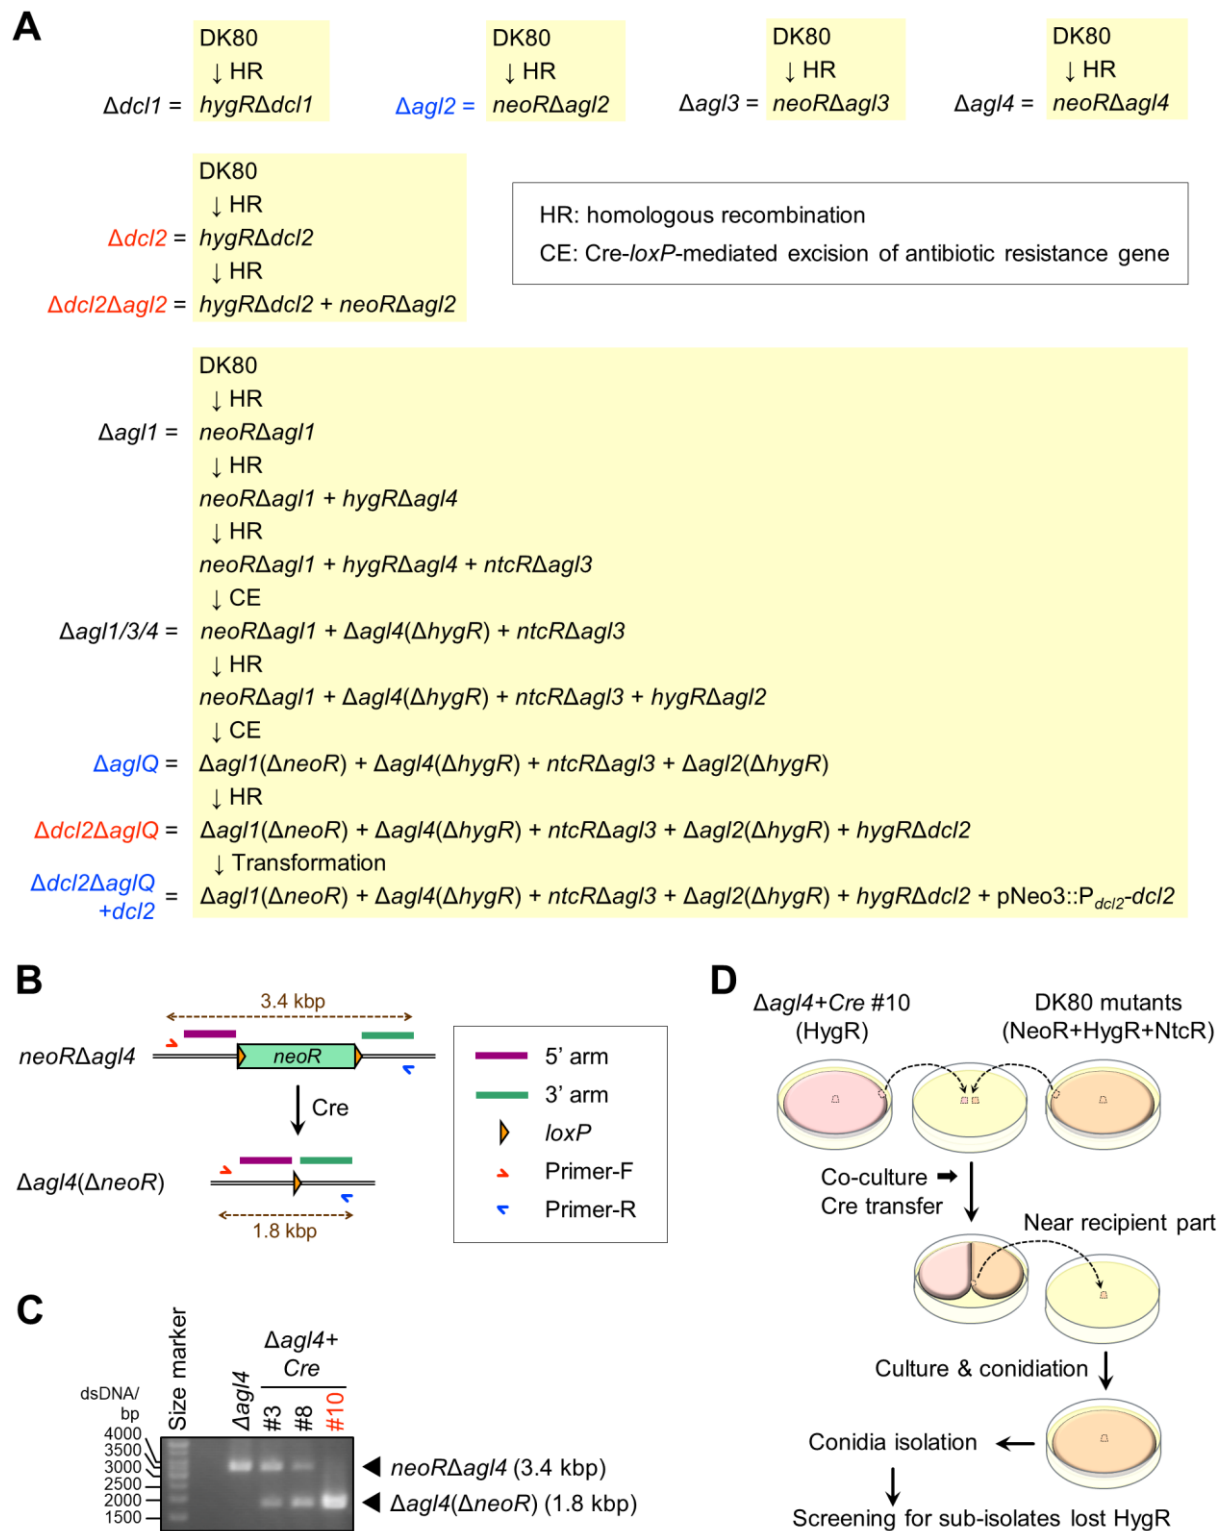 A
DK80
↓ HR
Δdcl1 = hygRΔdcl1
DK80
↓ HR
Δagl2 = neoRΔagl2
DK80
↓ HR
Δagl3 = neoRΔagl3
DK80
↓ HR
Δagl4 = neoRΔagl4
DK80
↓ HR
Δdcl2 = hygRΔdcl2
↓ HR
Δdcl2Δagl2 = hygRΔdcl2 + neoRΔagl2
HR: homologous recombination
CE: Cre-loxP-mediated excision of antibiotic resistance gene
DK80
↓ HR
Δagl1 = neoRΔagl1
↓ HR
neoRΔagl1 + hygRΔagl4
↓ HR
neoRΔagl1 + hygRΔagl4 + ntcRΔagl3
↓ CE
Δagl1/3/4 = neoRΔagl1 + Δagl4(ΔhygR) + ntcRΔagl3
↓ HR
neoRΔagl1 + Δagl4(ΔhygR) + ntcRΔagl3 + hygRΔagl2
↓ CE
ΔaglQ = Δagl1(ΔneoR) + Δagl4(ΔhygR) + ntcRΔagl3 + Δagl2(ΔhygR)
↓ HR
Δdcl2ΔaglQ = Δagl1(ΔneoR) + Δagl4(ΔhygR) + ntcRΔagl3 + Δagl2(ΔhygR) + hygRΔdcl2
↓ Transformation
Δdcl2ΔaglQ
+dcl2
= Δagl1(ΔneoR) + Δagl4(ΔhygR) + ntcRΔagl3 + Δagl2(ΔhygR) + hygRΔdcl2 + pNeo3::Pdcl2-dcl2
B
3.4 kbp
neoRΔagl4
neoR
Cre
Δagl4(ΔneoR)
1.8 kbp
5' arm
3' arm
loxP
Primer-F
Primer-R
C
Size marker
Δagl4
Δagl4+
Cre
#3
#8
#10
dsDNA/
bp
4000
3500
3000
2500
2000
1500
neoRΔagl4 (3.4 kbp)
Δagl4(ΔneoR) (1.8 kbp)
D
Δagl4+Cre #10
(HygR)
DK80 mutants
(NeoR+HygR+NtcR)
Co-culture
Cre transfer
Near recipient part
Culture & conidiation
Conidia isolation
Screening for sub-isolates lost HygR